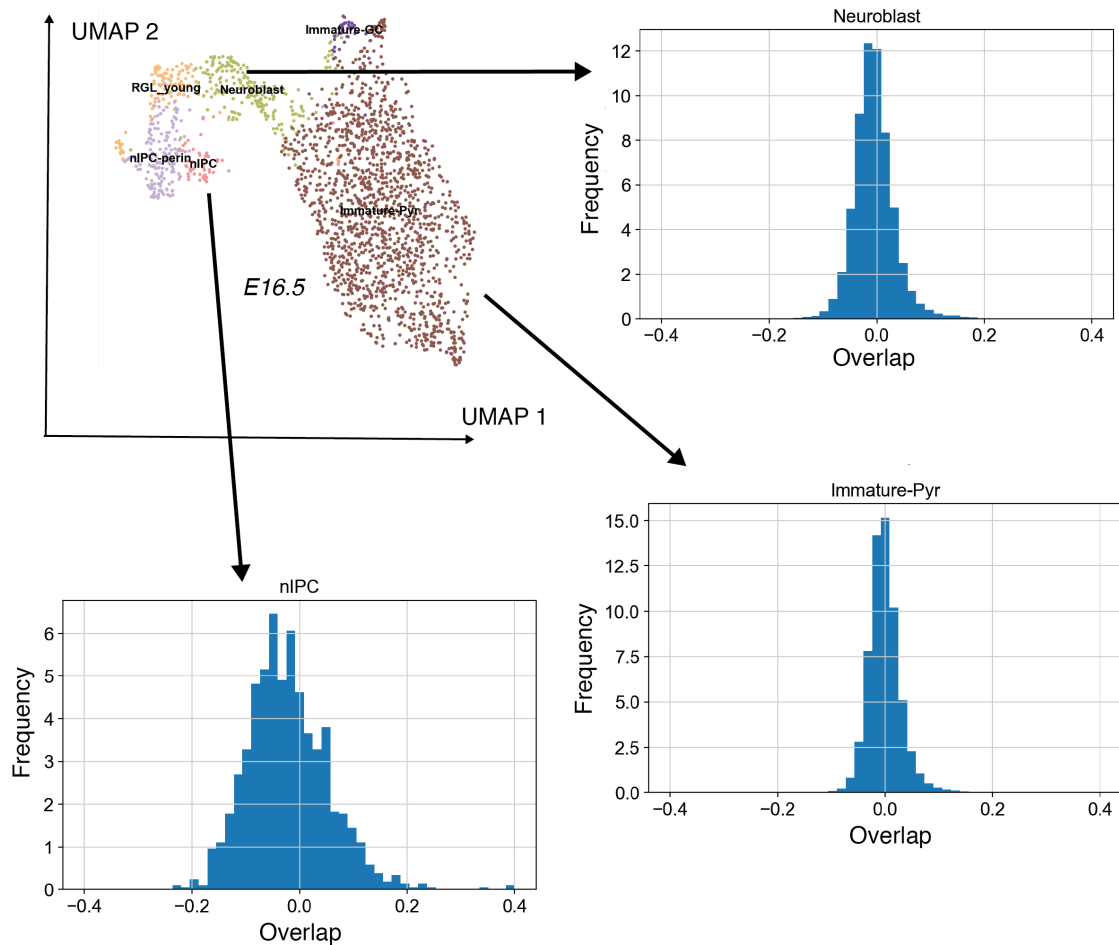 UMAP 2
Immature-GC
RGL_young
Neuroblast
nIPC-perin
nIPC
Immature-Pyr
E16.5
UMAP 1
Neuroblast
12
10
8
6
4
2
0
Frequency
−0.4 −0.2 0.0 0.2 0.4
Overlap
Immature-Pyr
15.0
12.5
10.0
7.5
5.0
2.5
0.0
Frequency
−0.4 −0.2 0.0 0.2 0.4
Overlap
nIPC
6
5
4
3
2
1
0
Frequency
−0.4 −0.2 0.0 0.2 0.4
Overlap